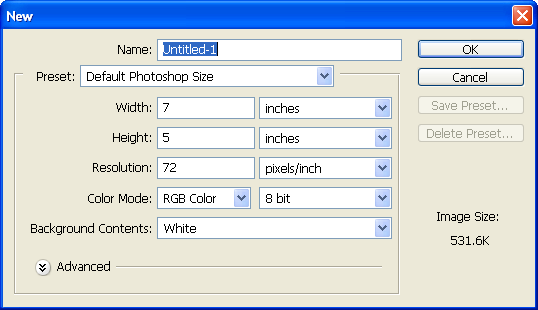 New
Name: Untitled-1
OK
Preset: Default Photoshop Size
Cancel
Width: 7 inches
Save Preset...
Height: 5 inches
Delete Preset...
Resolution: 72 pixels/inch
Color Mode: RGB Color 8 bit
Image Size:
Background Contents: White
531.6K
Advanced